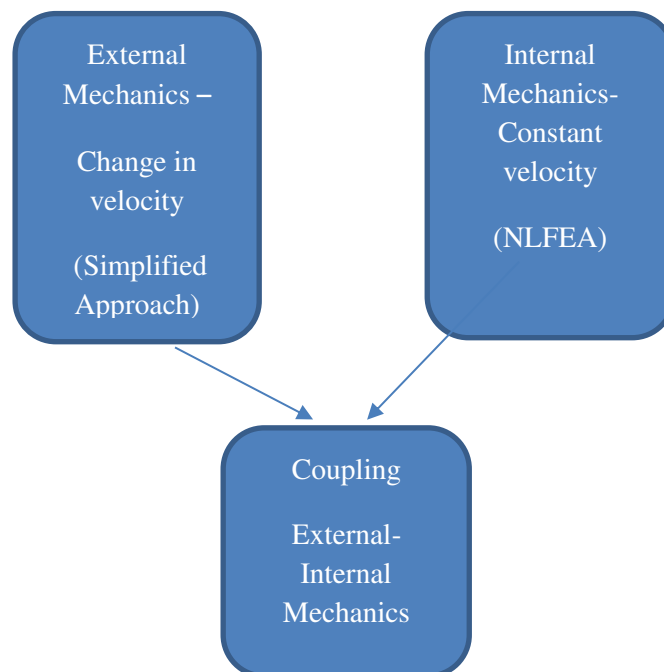 External
Mechanics –
Change in
velocity
(Simplified
Approach)
Internal
Mechanics-
Constant
velocity
(NLFEA)
Coupling
External-
Internal
Mechanics